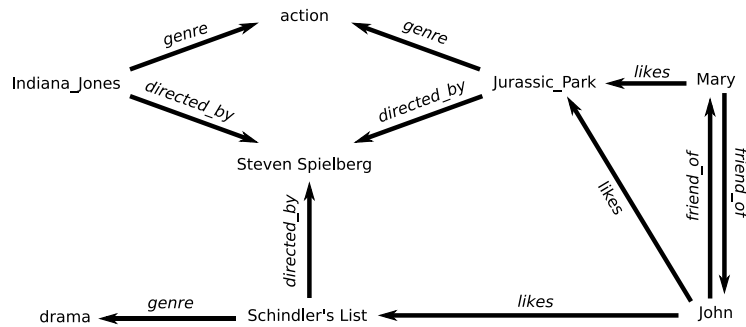 action
genre
genre
Indiana_Jones
Jurassic_Park
likes
Mary
directed_by
directed_by
Steven Spielberg
directed_by
likes
friend_of
friend_of
drama
genre
Schindler's List
likes
John